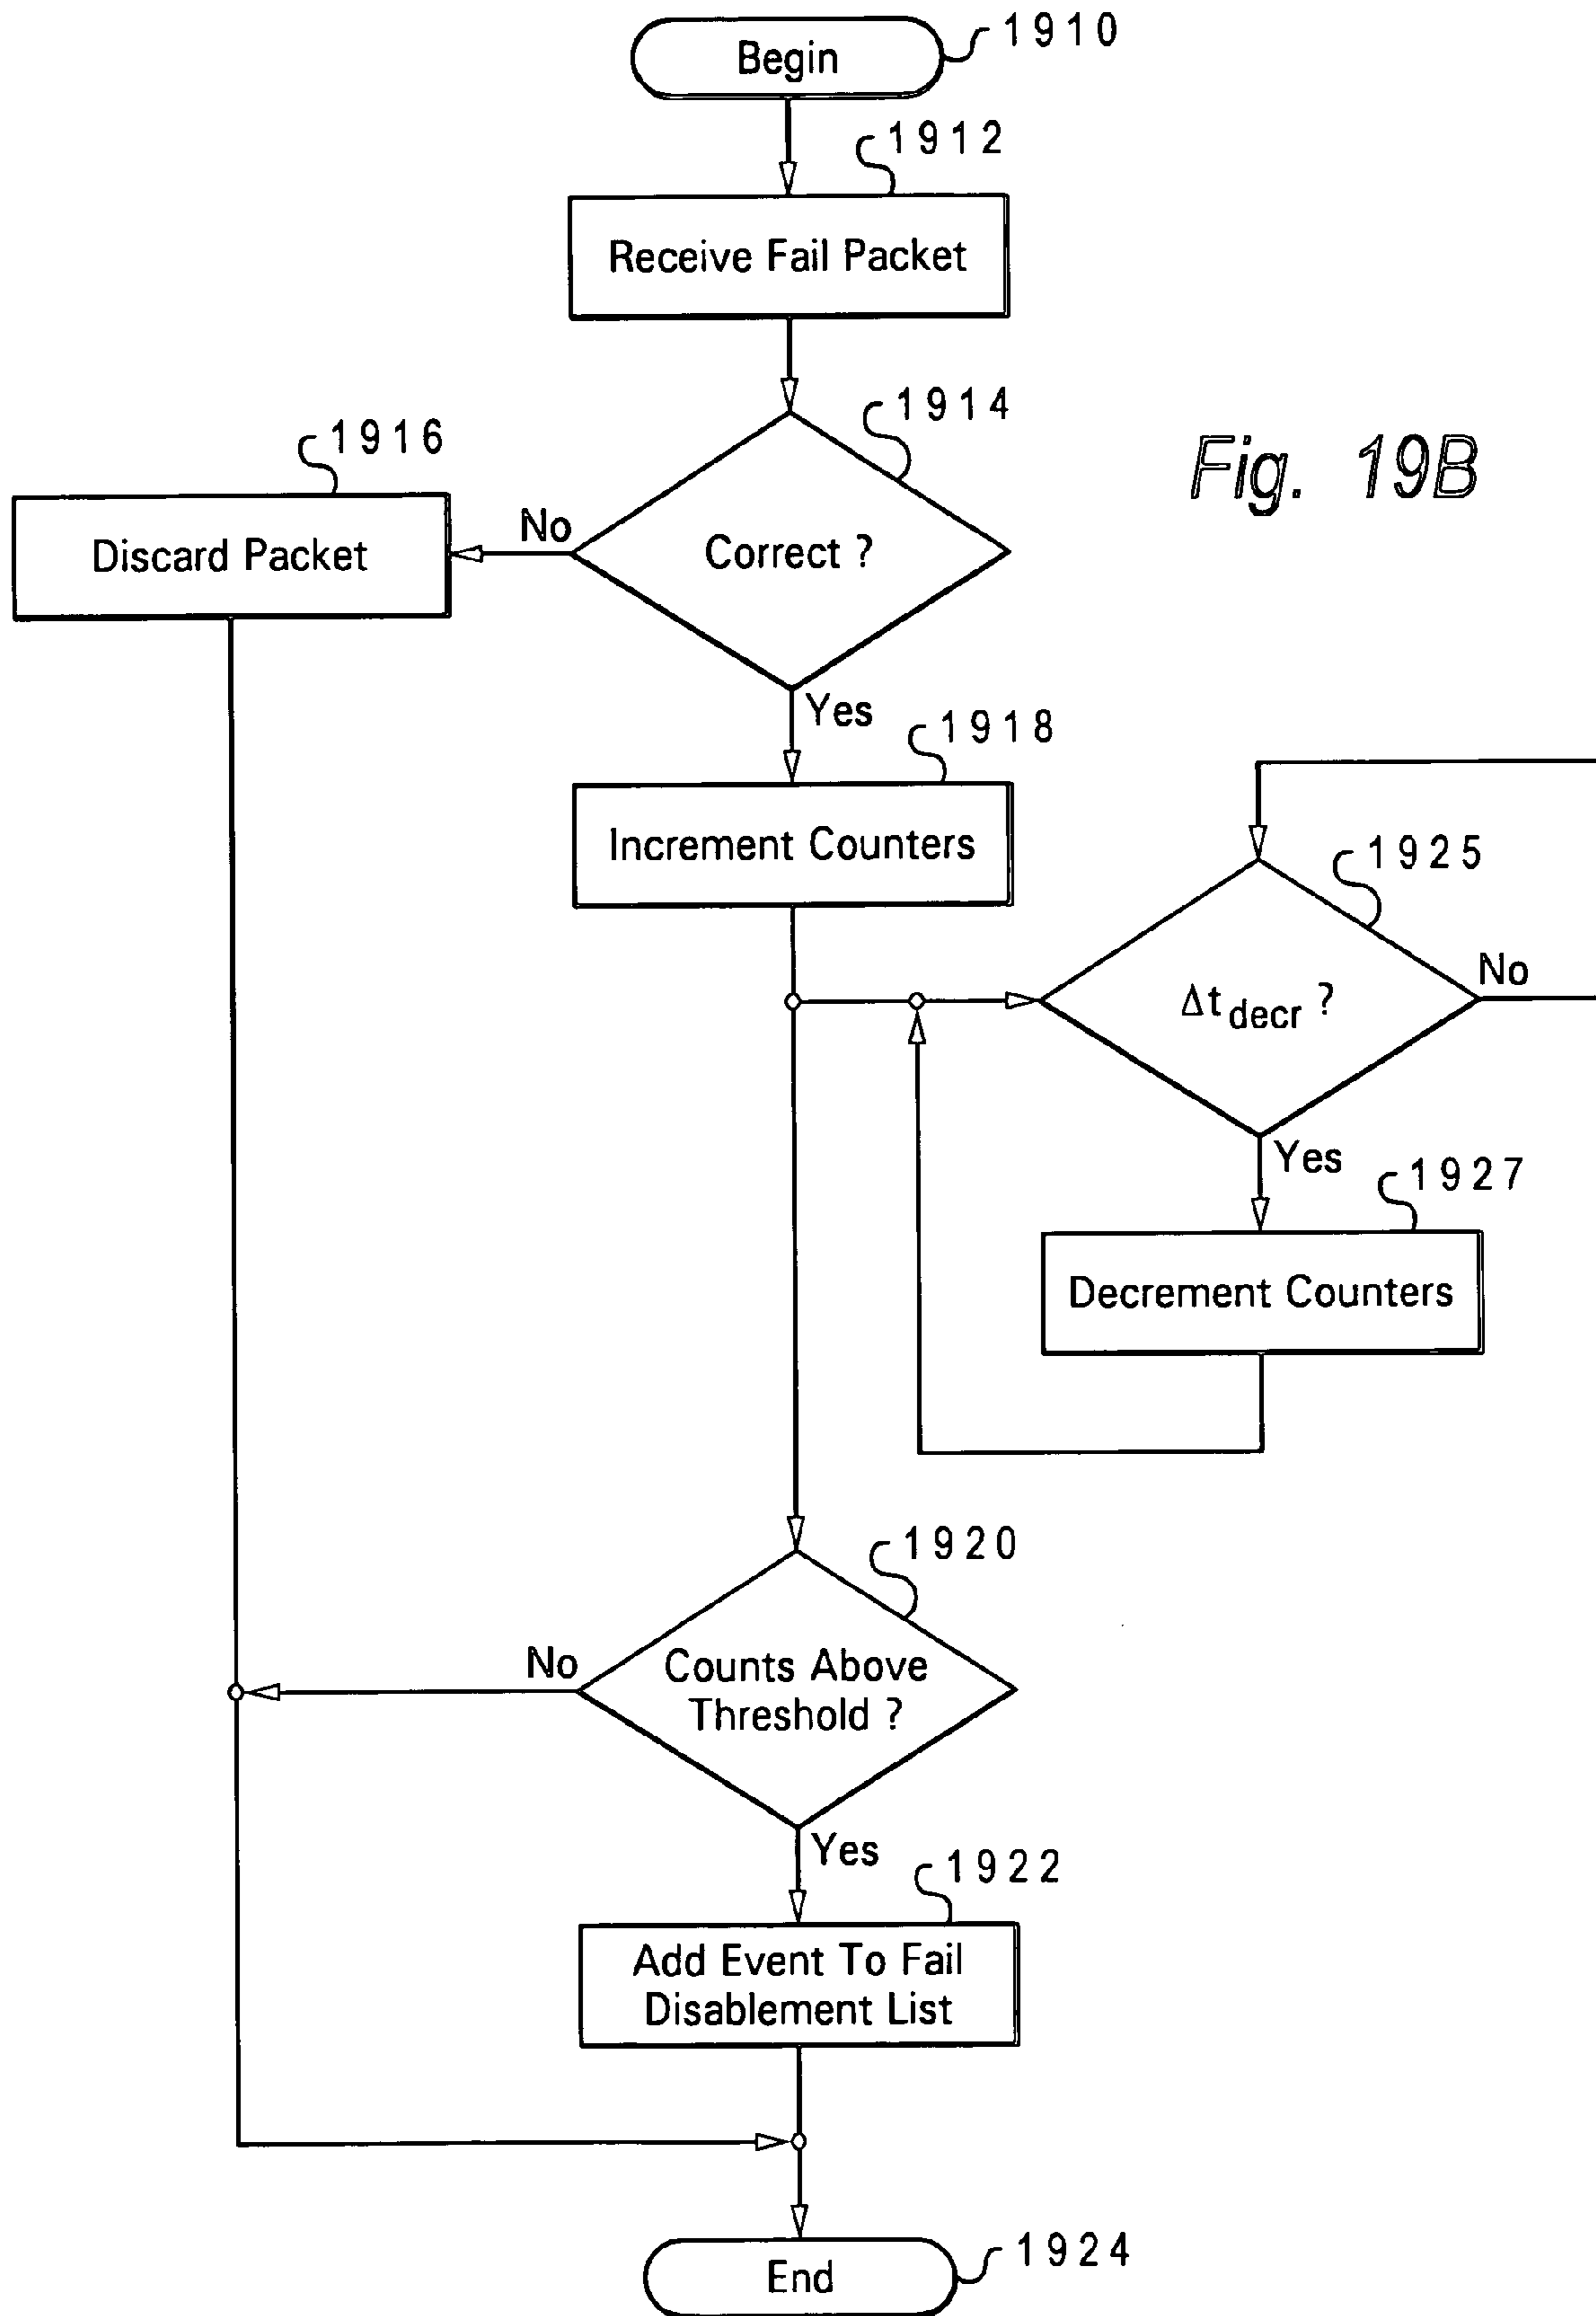 Begin
1910
1912
Receive Fail Packet
1914
Fig. 19B
1916
Discard Packet
No
Correct ?
Yes
1918
Increment Counters
1925
Δt decr ?
No
Yes
1927
Decrement Counters
1920
No
Counts Above
Threshold ?
Yes
1922
Add Event To Fail
Disablement List
1924
End